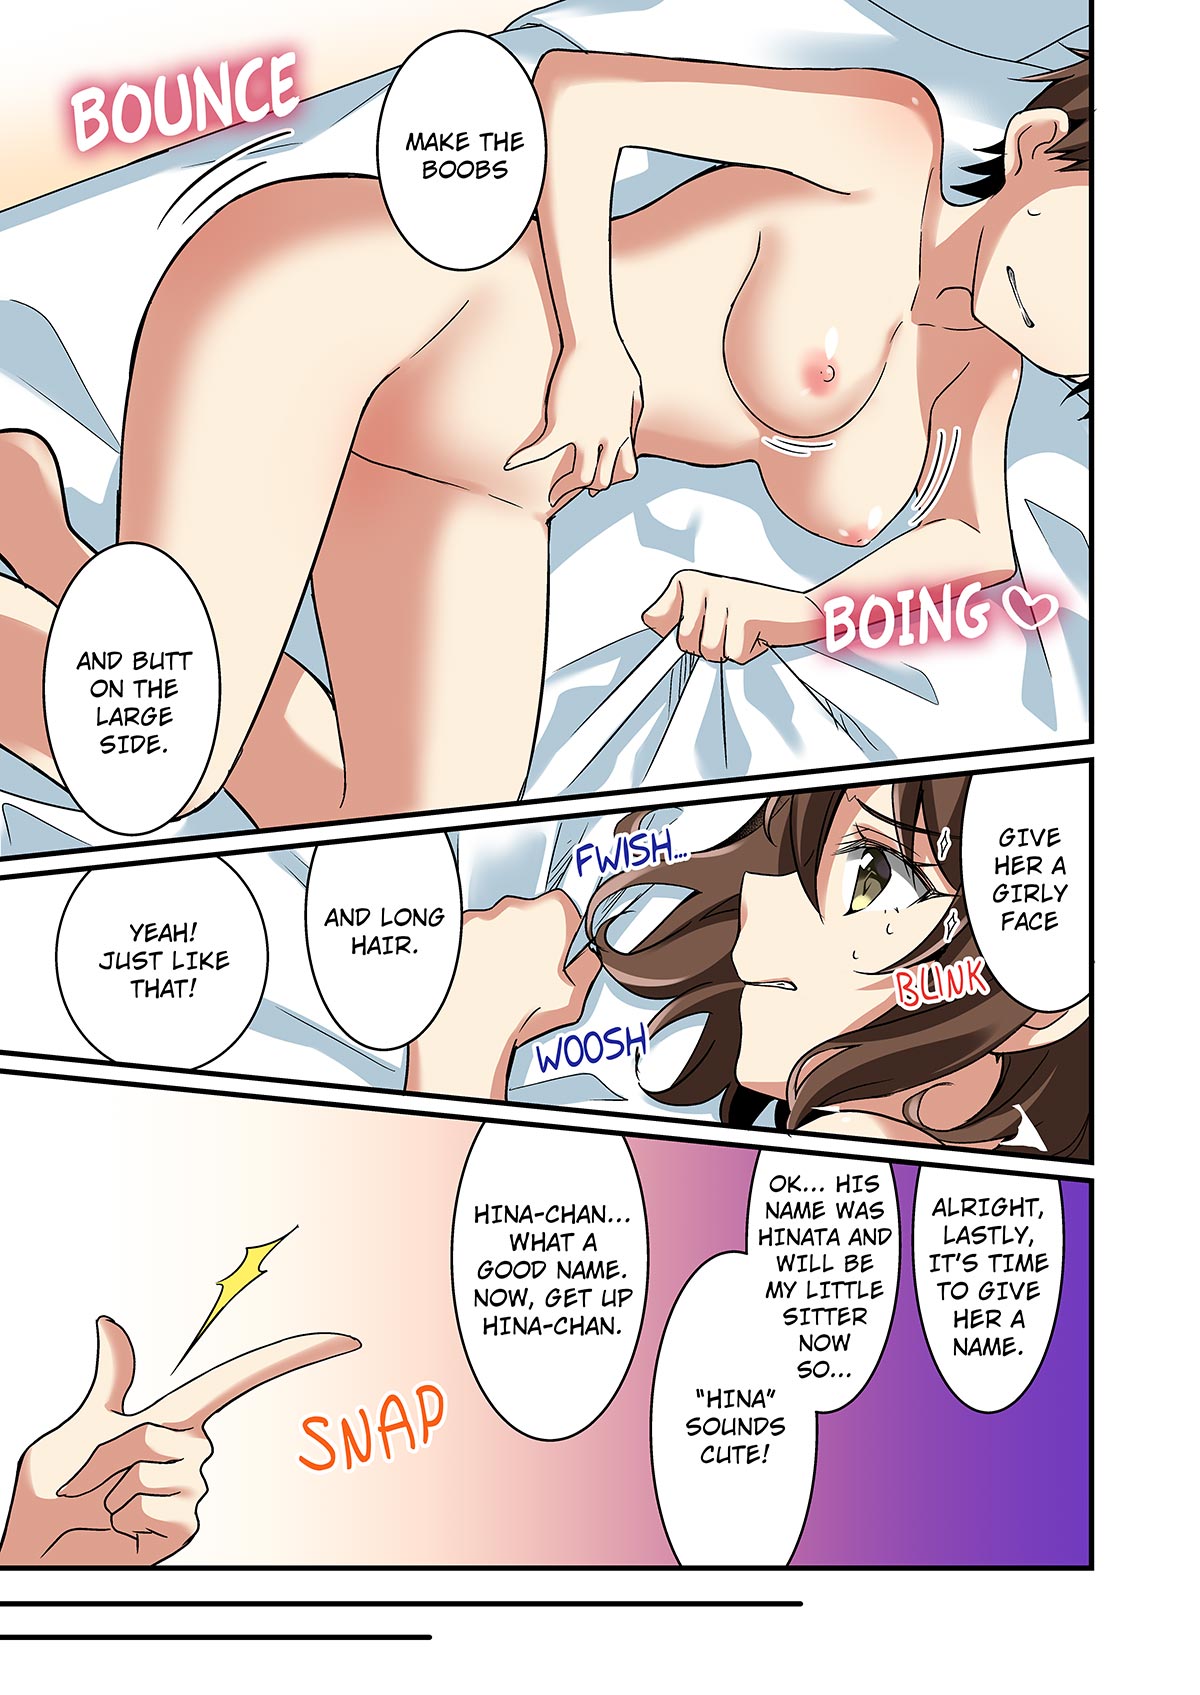 BOUNCE
MAKE THE
BOOBS
BOING
AND BUTT
ON THE
LARGE
SIDE.
GIVE
HER A
GIRLY
FACE
BLINK
FWISH...
WOOSH
AND LONG
HAIR.
YEAH!
JUST LIKE
THAT!
ALRIGHT,
LASTLY,
IT'S TIME
TO GIVE
HER A
NAME.
OK... HIS
NAME WAS
HINATA AND
WILL BE
MY LITTLE
SITTER
NOW
SO...
"HINA"
SOUNDS
CUTE!
HINA-CHAN...
WHAT A
GOOD NAME.
NOW, GET UP
HINA-CHAN.
SNAP